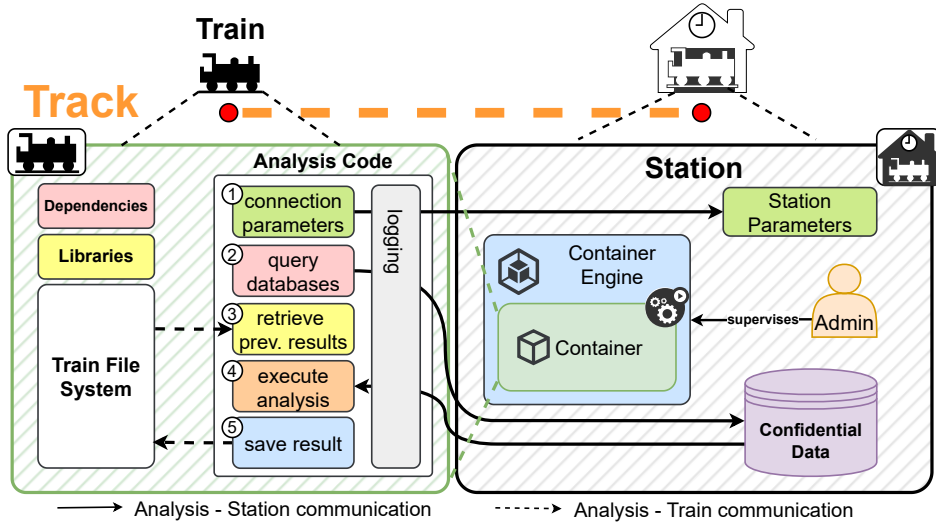 Train
Track
Analysis Code
Dependencies
Libraries
Train File
System
1
connection
parameters
2
query
databases
3
retrieve
prev. results
4
execute
analysis
5
save result
logging
Station
Station
Parameters
Container
Engine
Container
supervises
Admin
Confidential
Data
Analysis - Station communication
Analysis - Train communication